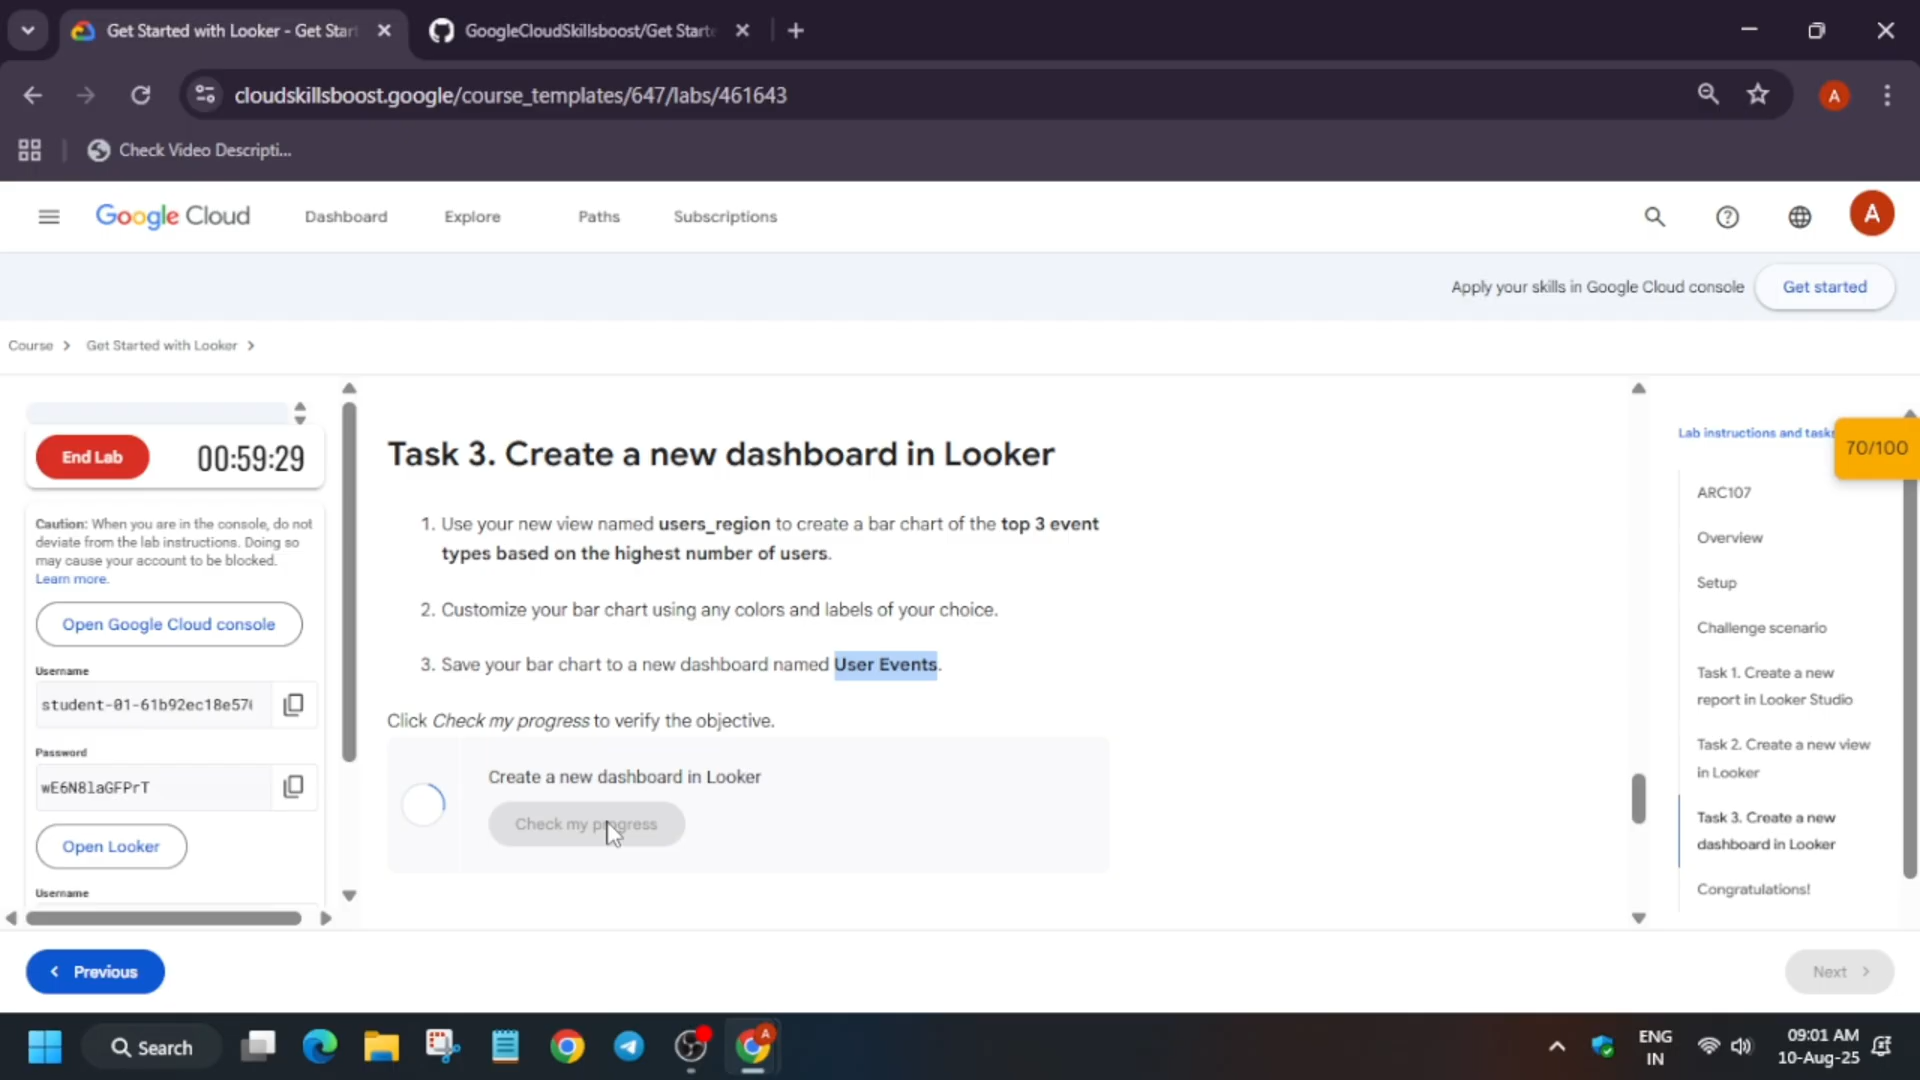 Get Started with Looker - Get Star
GoogleCloudSkillsboost/Get Starte
cloudskillsboost.google/course_templates/647/labs/461643
A
Check Video Descripti...
Google Cloud
Dashboard
Explore
Paths
Subscriptions
A
Apply your skills in Google Cloud console
Get started
Course
Get Started with Looker
End Lab
00:59:29
Caution: When you are in the console, do not
deviate from the lab instructions. Doing so
may cause your account to be blocked.
Learn more.
Open Google Cloud console
Username
student-01-61b92ec18e57
Password
wE6N8laGFPrT
Open Looker
Username
Task 3. Create a new dashboard in Looker
1. Use your new view named users_region to create a bar chart of the top 3 event
types based on the highest number of users.
2. Customize your bar chart using any colors and labels of your choice.
3. Save your bar chart to a new dashboard named User Events.
Click Check my progress to verify the objective.
Create a new dashboard in Looker
Check my progress
Lab instructions and tasks
70/100
ARC107
Overview
Setup
Challenge scenario
Task 1. Create a new
report in Looker Studio
Task 2. Create a new view
in Looker
Task 3. Create a new
dashboard in Looker
Congratulations!
Previous
Next
Search
A
ENG
IN
09:01 AM
10-Aug-25